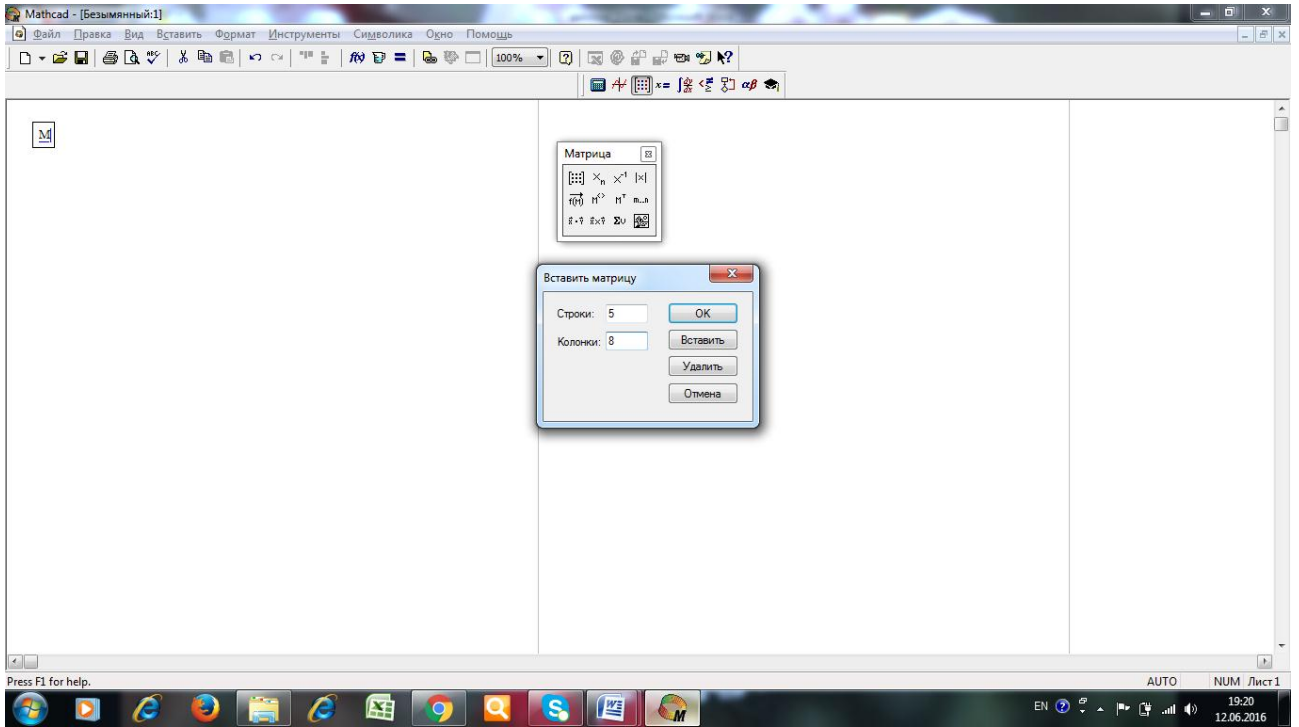 Mathcad - [Безымянный:1]
Файл Правка Вид Вставить Формат Инструменты Символика Окно Помощь
100%
αβ
M
Матрица
Вставить матрицу
Строки: 5 OK
Колонки: 8 Вставить
Удалить
Отмена
Press F1 for help.
AUTO NUM Лист 1
EN 19:20
12.06.2016